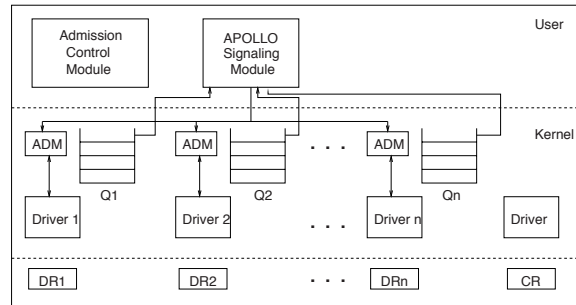 Admission
Control
Module
APOLLO
Signaling
Module
User
Kernel
ADM
ADM
. . .
ADM
Q1
Q2
Qn
Driver 1
Driver 2
. . .
Driver n
Driver
DR1
DR2
. . .
DRn
CR